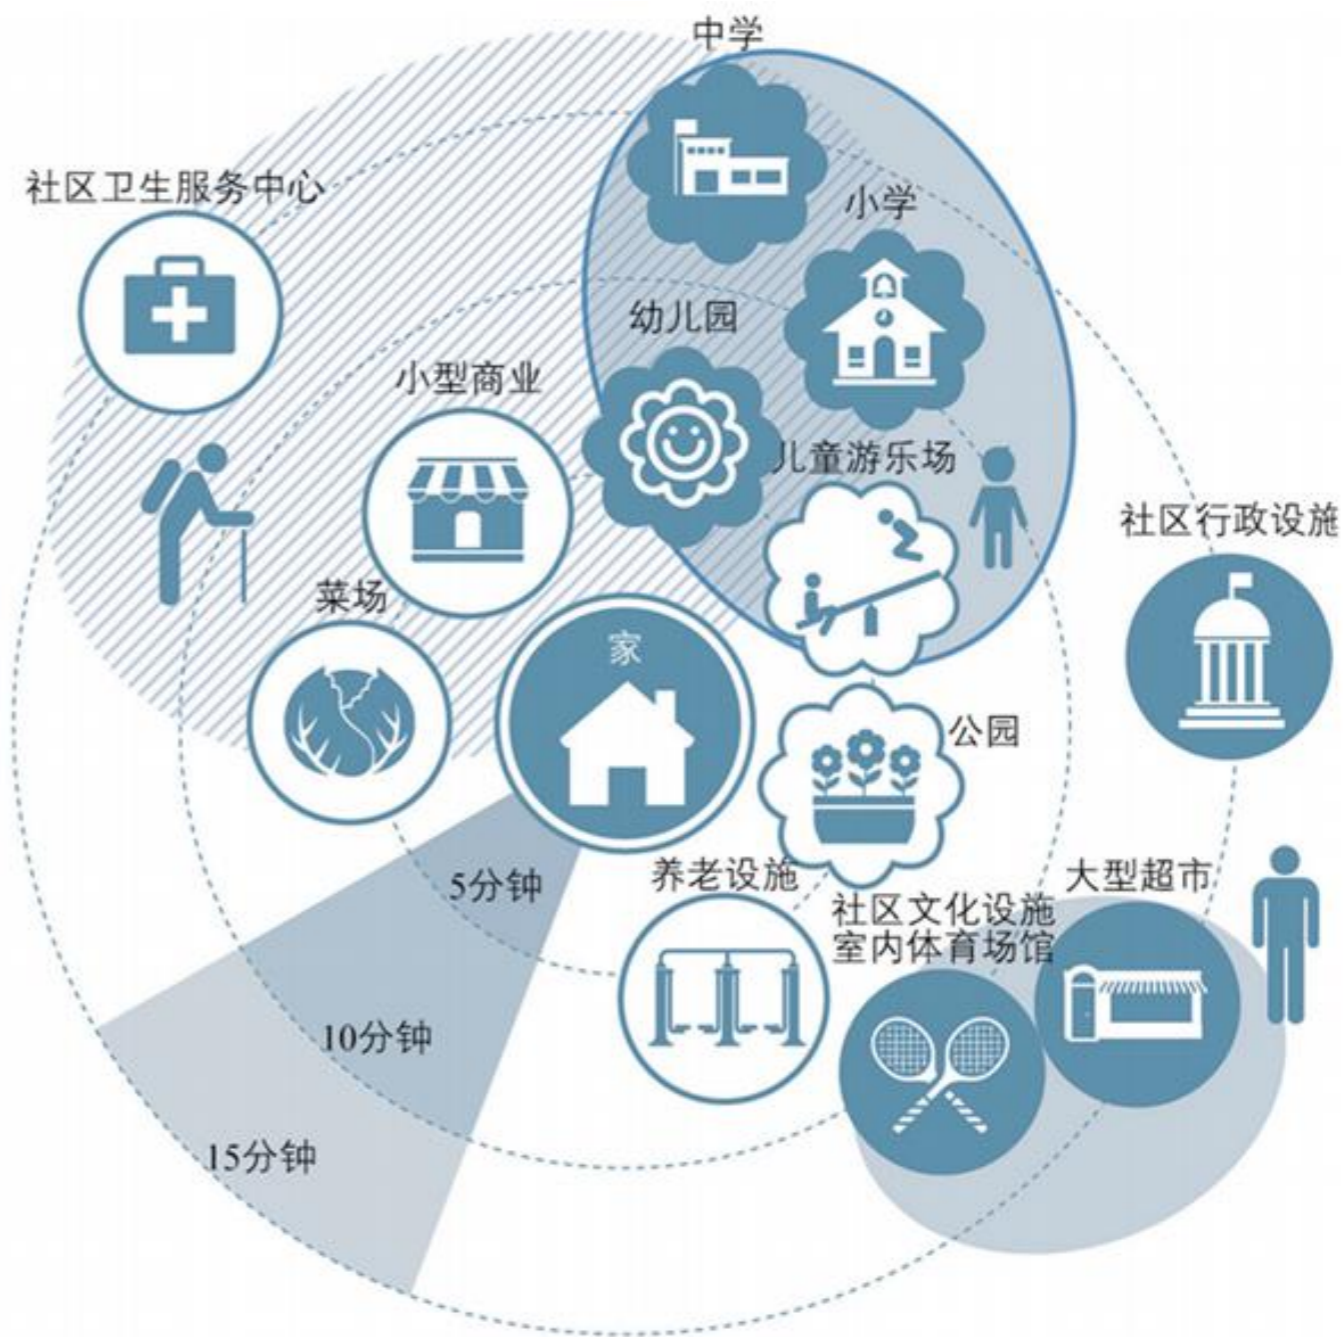 中学
社区卫生服务中心
小学
幼儿园
小型商业
儿童游乐场
社区行政设施
菜场
家
公园
5分钟
养老设施
大型超市
社区文化设施
室内体育场馆
10分钟
15分钟